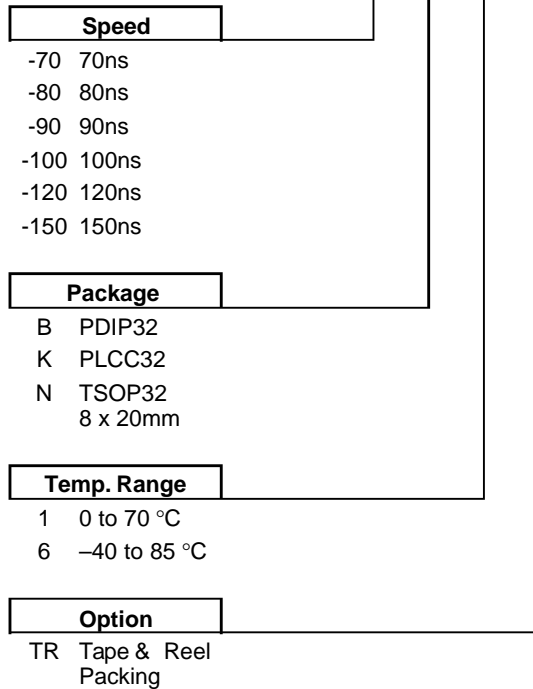 Speed
-70 70ns
-80 80ns
-90 90ns
-100 100ns
-120 120ns
-150 150ns
Package
B PDIP32
K PLCC32
N TSOP32
8 x 20mm
Temp. Range
1 0 to 70 °C
6 –40 to 85 °C
Option
TR Tape & Reel
Packing